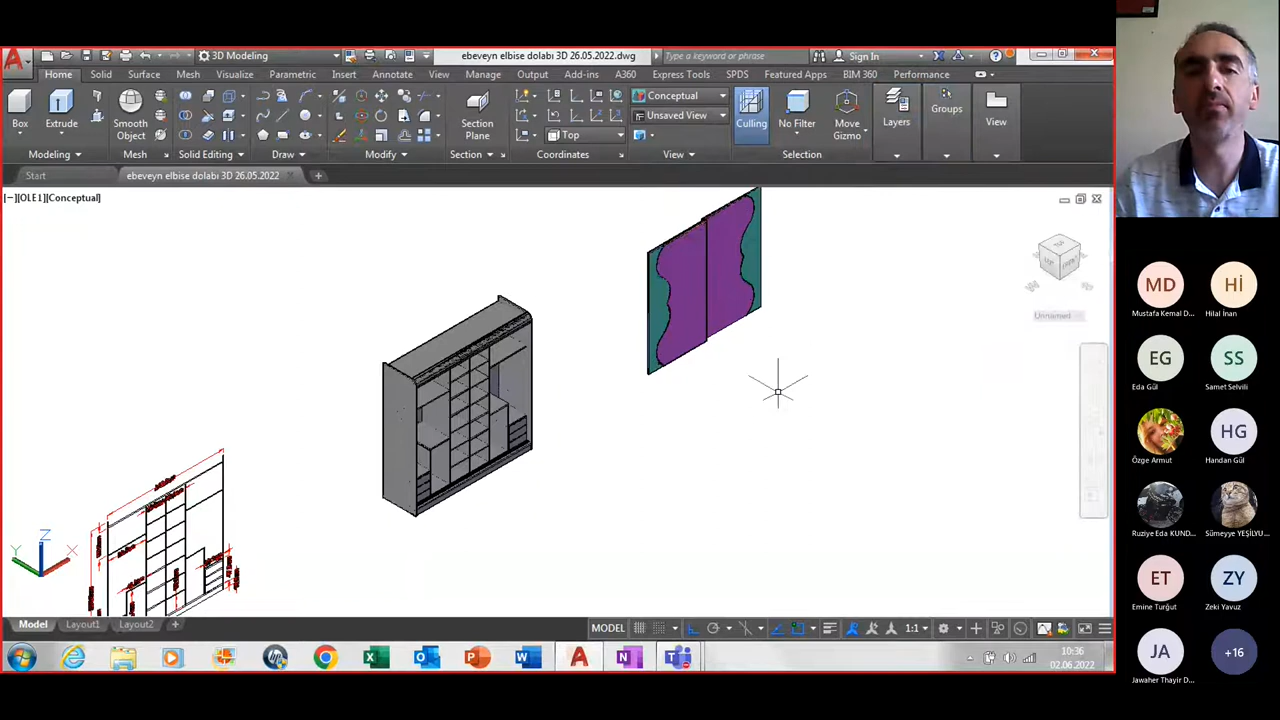 3D Modeling
ebeveyn elbise dolabı 3D 26.05.2022.dwg
Type a keyword or phrase
Sign In
Home Solid Surface Mesh Visualize Parametric Insert Annotate View Manage Output Add-ins A360 Express Tools SPDS Featured Apps BIM 360 Performance
Box
Extrude
Smooth
Object
Section
Plane
Conceptual
Unsaved View
Top
Culling
No Filter
Move
Gizmo
Layers
Groups
View
Modeling Mesh Solid Editing Draw Modify Section Coordinates View Selection
Start
ebeveyn elbise dolabı 3D 26.05.2022
[−][OLE1][Conceptual]
Unnamed
Z
Y
X
Model Layout1 Layout2
MODEL
1:1
10:36
02.06.2022
MD
Mustafa Kemal D...
Hİ
Hilal İnan
EG
Eda Gül
SS
Samet Selvili
Özge Armut
HG
Handan Gül
Ruziye Eda KUND...
Sümeyye YEŞİLYU...
ET
Emine Turğut
ZY
Zeki Yavuz
JA
Jawaher Thayir D...
+16